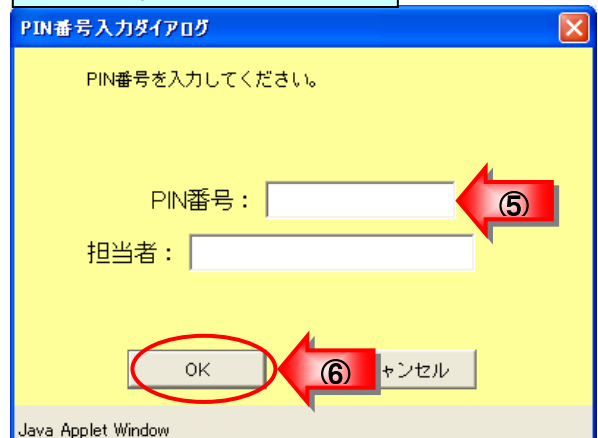 PIN番号入力ダイアログ
PIN番号を入力してください。
PIN番号：
⑤
担当者：
OK
⑥
ャンセル
Java Applet Window